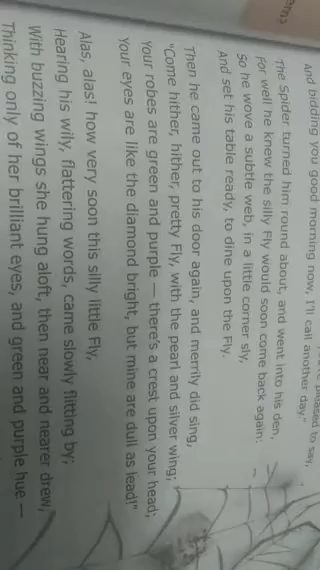 pleased to say,
And bidding you good morning now, I'll call another day."
The Spider turned him round about, and went into his den,
For well he knew the silly Fly would soon come back again:
So he wove a subtle web, in a little corner sly,
And set his table ready, to dine upon the Fly.
Then he came out to his door again, and merrily did sing,
"Come hither, hither, pretty Fly, with the pearl and silver wing;
Your robes are green and purple — there's a crest upon your head;
Your eyes are like the diamond bright, but mine are dull as lead!"
Alas, alas! how very soon this silly little Fly,
Hearing his wily, flattering words, came slowly flitting by;
With buzzing wings she hung aloft, then near and nearer drew,
Thinking only of her brilliant eyes, and green and purple hue —